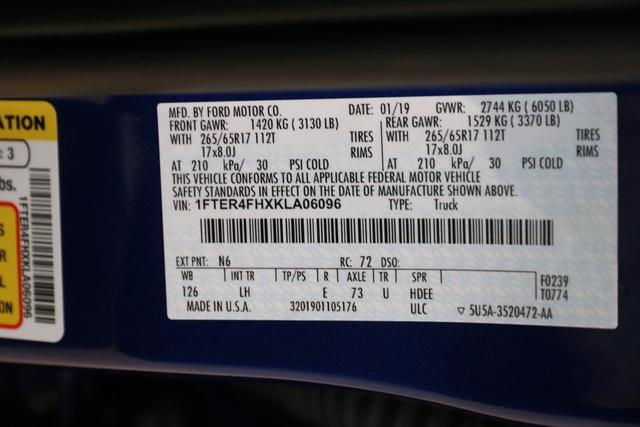 ATION
: 3
bs.
S
R
L
ON
1FTER4FHXKLA06096
MFD. BY FORD MOTOR CO. DATE: 01/19 GVWR: 2744 KG ( 6050 LB)
FRONT GAWR: 1420 KG ( 3130 LB) REAR GAWR: 1529 KG ( 3370 LB)
WITH 265/65R17 112T TIRES WITH 265/65R17 112T TIRES
17x8.0J RIMS 17x8.0J RIMS
AT 210 kPa/ 30 PSI COLD AT 210 kPa/ 30 PSI COLD
THIS VEHICLE CONFORMS TO ALL APPLICABLE FEDERAL MOTOR VEHICLE
SAFETY STANDARDS IN EFFECT ON THE DATE OF MANUFACTURE SHOWN ABOVE.
VIN: 1FTER4FHXKLA06096 TYPE: Truck
EXT PNT: N6 RC: 72 DSO:
WB INT TR TP/PS R AXLE TR SPR F0239
126 LH E 73 U HDEE T0774
MADE IN U.S.A. 3201901105176 ULC ▽ 5U5A-3520472-AA